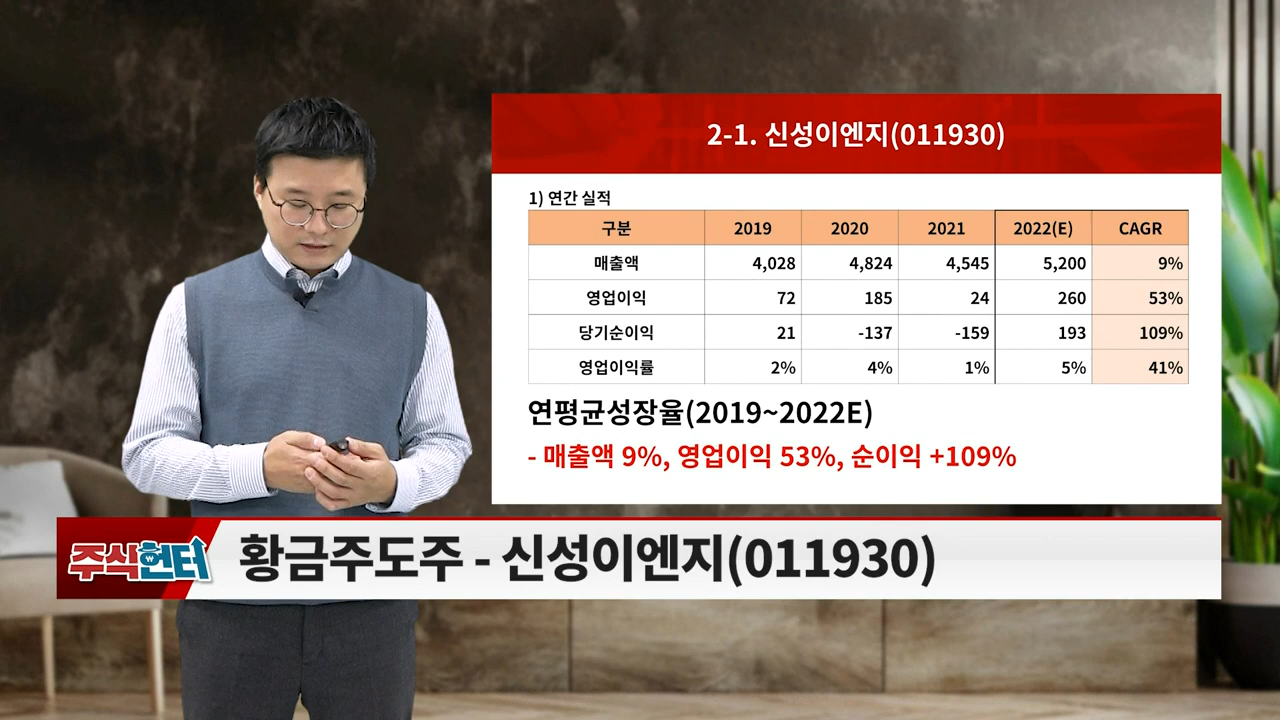 2-1. 신성이엔지(011930)
1) 연간 실적
구분 2019 2020 2021 2022(E) CAGR
매출액 4,028 4,824 4,545 5,200 9%
영업이익 72 185 24 260 53%
당기순이익 21 -137 -159 193 109%
영업이익률 2% 4% 1% 5% 41%
연평균성장율(2019~2022E)
- 매출액 9%, 영업이익 53%, 순이익 +109%
주식헌터 황금주도주 - 신성이엔지(011930)